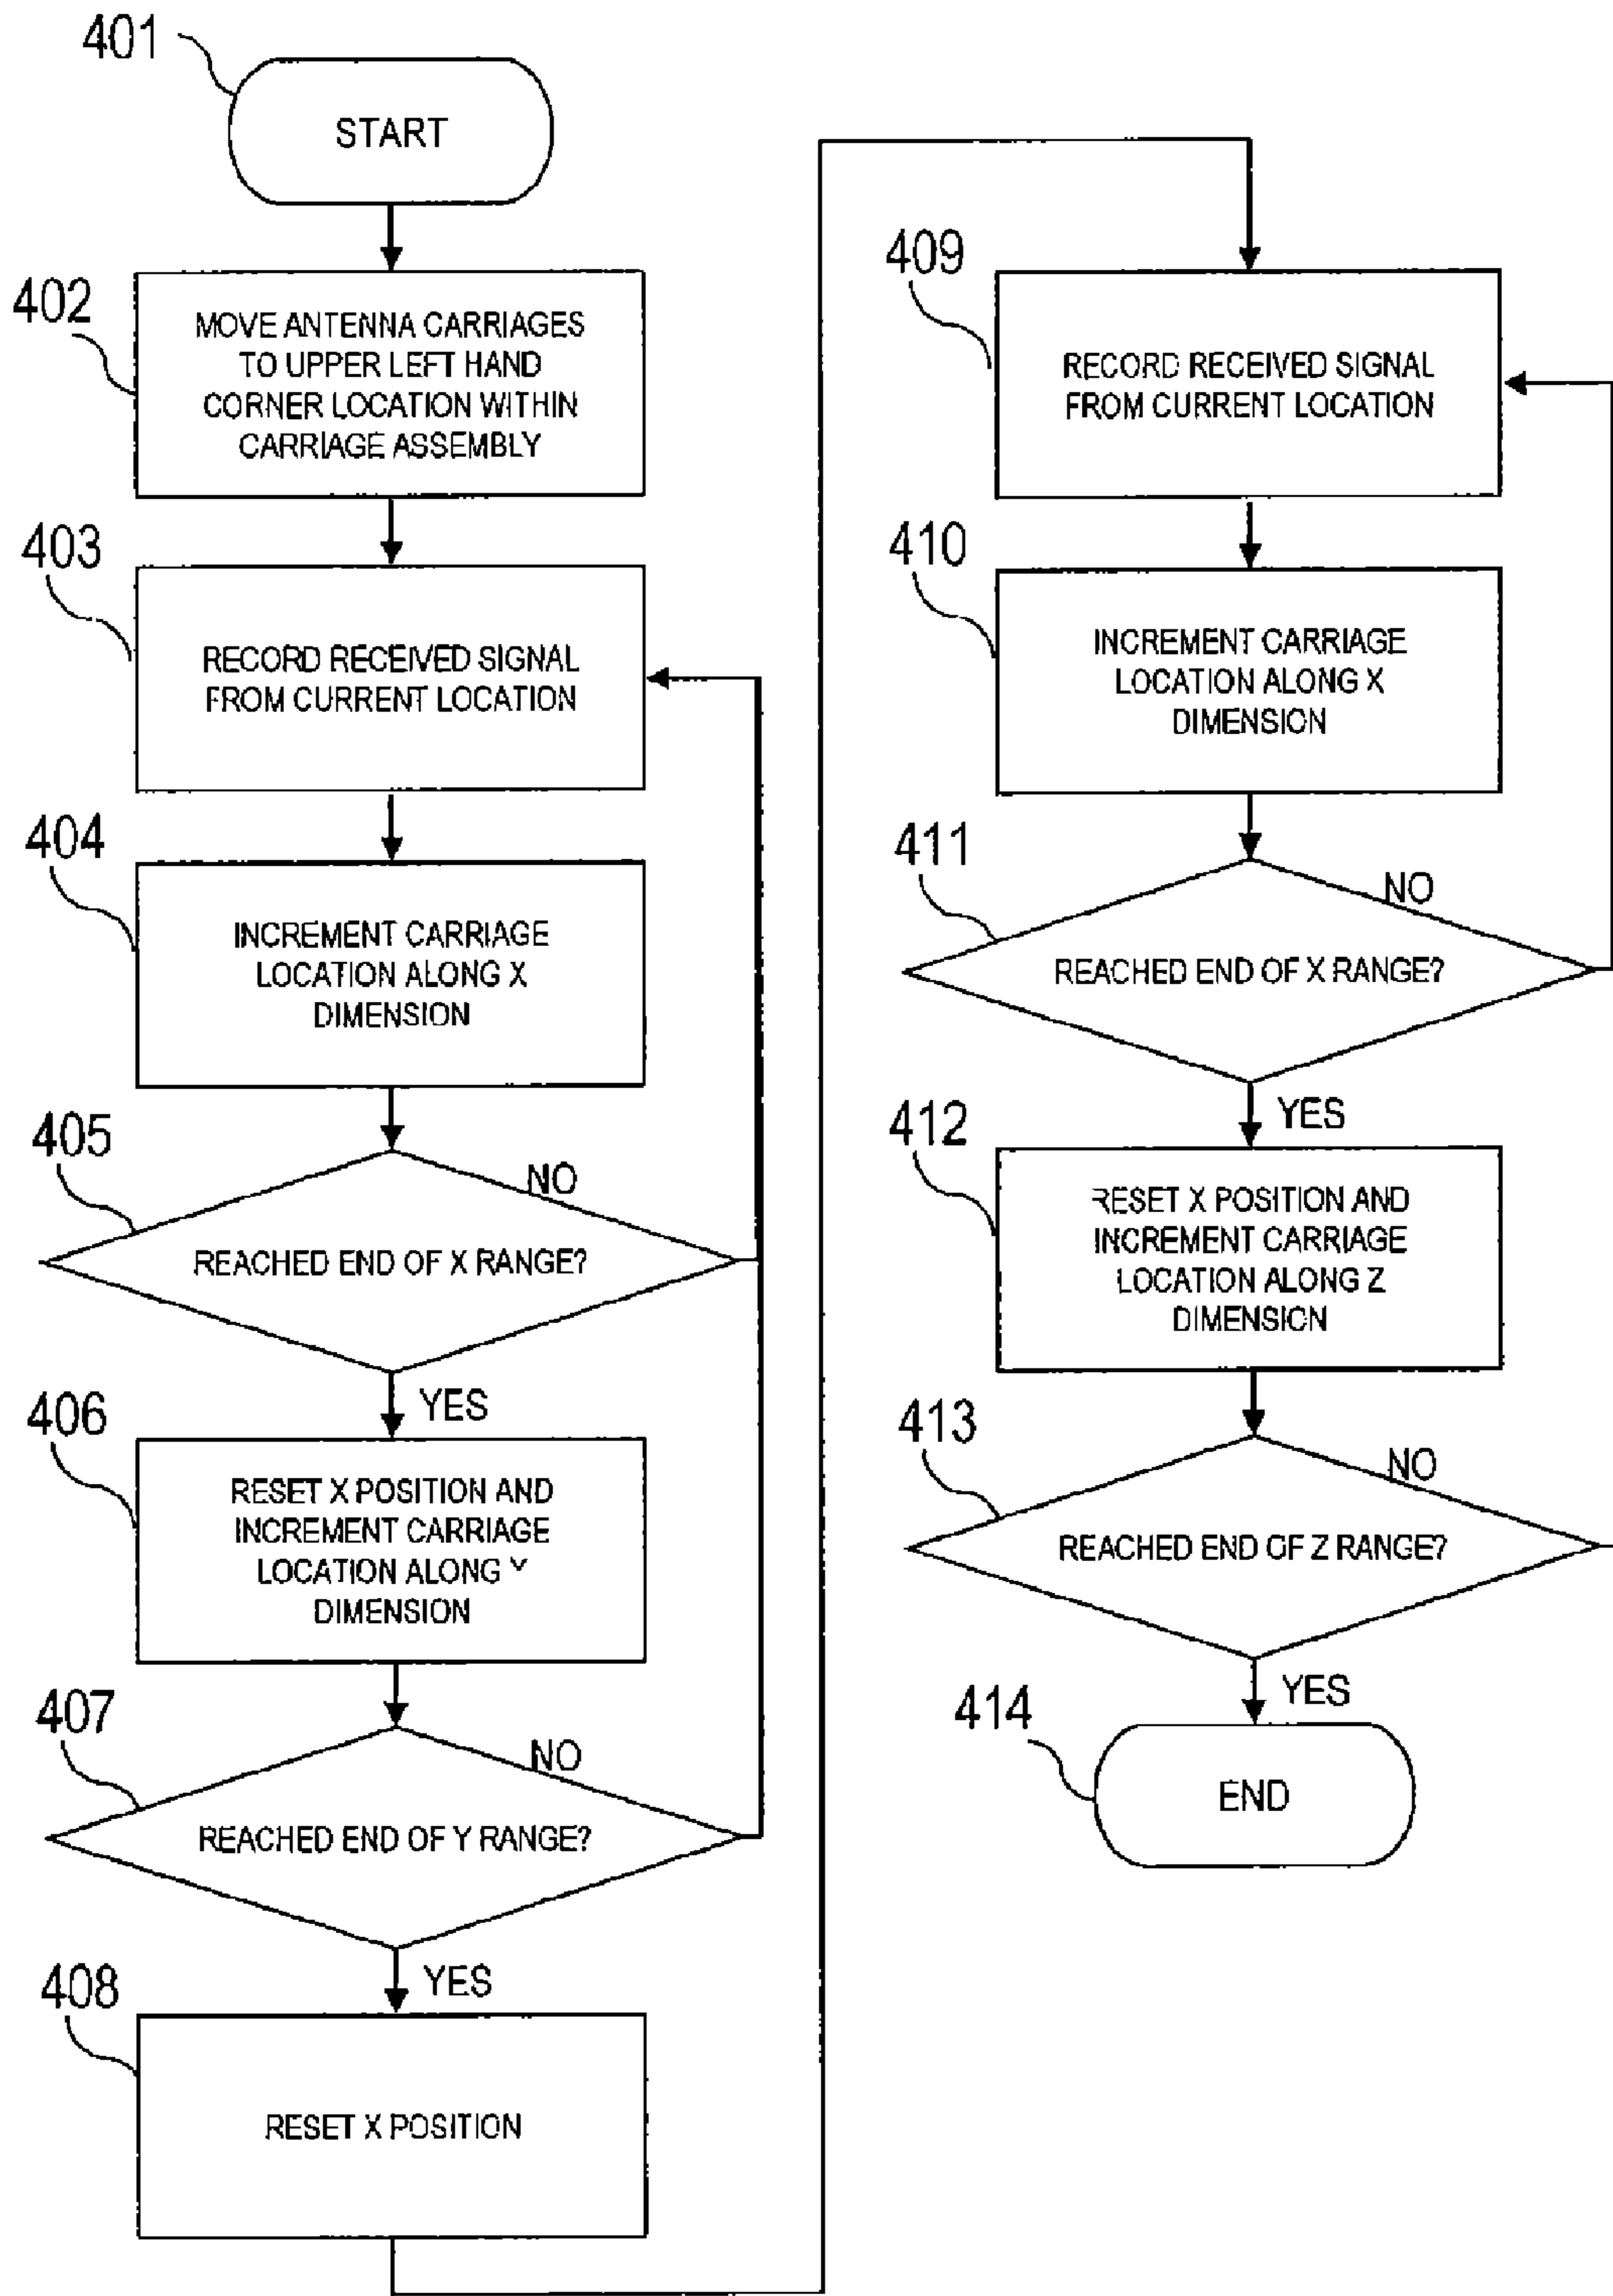 401
START
402
MOVE ANTENNA CARRIAGES
TO UPPER LEFT HAND
CORNER LOCATION WITHIN
CARRIAGE ASSEMBLY
403
RECORD RECEIVED SIGNAL
FROM CURRENT LOCATION
404
INCREMENT CARRIAGE
LOCATION ALONG X
DIMENSION
405
NO
REACHED END OF X RANGE?
YES
406
RESET X POSITION AND
INCREMENT CARRIAGE
LOCATION ALONG Y
DIMENSION
407
NO
REACHED END OF Y RANGE?
YES
408
RESET X POSITION
409
RECORD RECEIVED SIGNAL
FROM CURRENT LOCATION
410
INCREMENT CARRIAGE
LOCATION ALONG X
DIMENSION
411
NO
REACHED END OF X RANGE?
YES
412
RESET X POSITION AND
INCREMENT CARRIAGE
LOCATION ALONG Z
DIMENSION
413
NO
REACHED END OF Z RANGE?
YES
414
END